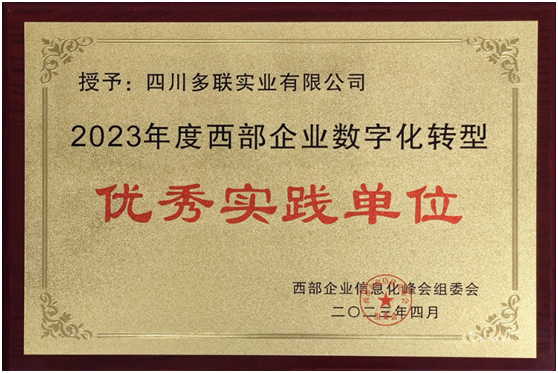 授予：四川多联实业有限公司
2023年度西部企业数字化转型
优秀实践单位
西部企业信息化峰会组委会
二〇二三年四月